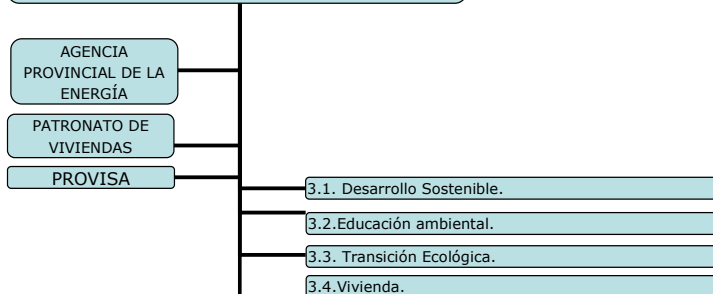 AGENCIA
PROVINCIAL DE LA
ENERGÍA
PATRONATO DE
VIVIENDAS
PROVISA
3.1. Desarrollo Sostenible.
3.2.Educación ambiental.
3.3. Transición Ecológica.
3.4.Vivienda.